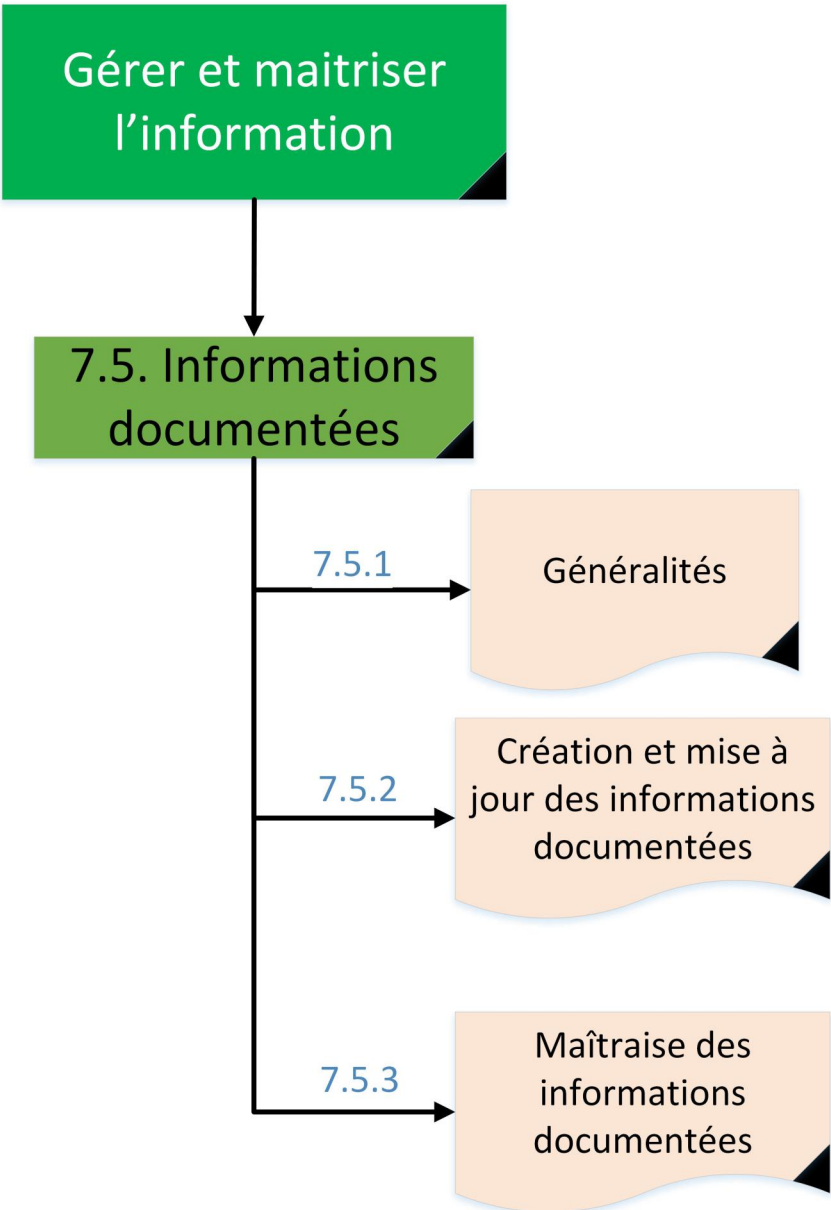 Gérer et maitriser
l’information
7.5. Informations
documentées
7.5.1
Généralités
7.5.2
Création et mise à
jour des informations
documentées
7.5.3
Maîtraise des
informations
documentées